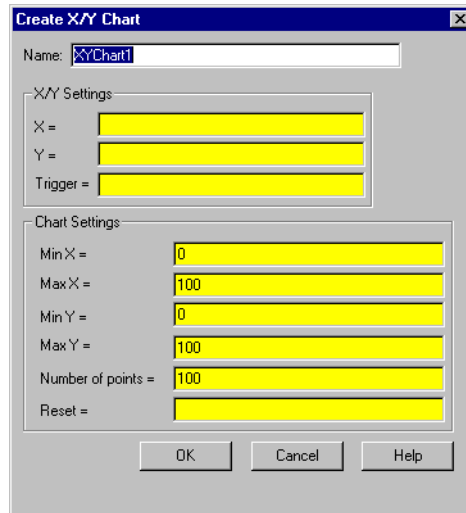 Create X/Y Chart
Name: XYChart1
X/Y Settings
X =
Y =
Trigger =
Chart Settings
Min X = 0
Max X = 100
Min Y = 0
Max Y = 100
Number of points = 100
Reset =
OK Cancel Help